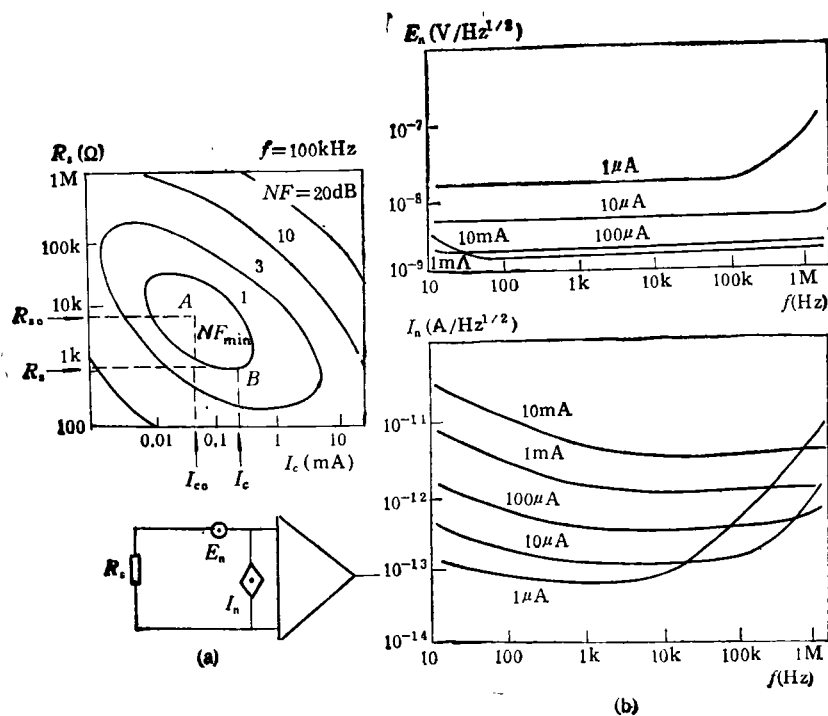 R_s (Ω)
f=100kHz
1M
NF=20dB
10
100k
3
10k
A
1
R_so
NF_min
1k
R_s
B
100
0.01
0.1
1
10
I_c (mA)
I_co
I_c
R_s
E_n
I_n
(a)
E_n (V/Hz^{1/2})
10^{-7}
1μA
10^{-8}
10μA
10mA
100μA
1mA
10^{-9}
10
100
1k
10k
100k
1M
f(Hz)
I_n (A/Hz^{1/2})
10mA
10^{-11}
1mA
10^{-12}
100μA
10μA
10^{-13}
1μA
10^{-14}
10
100
1k
10k
100k
1M
f(Hz)
(b)